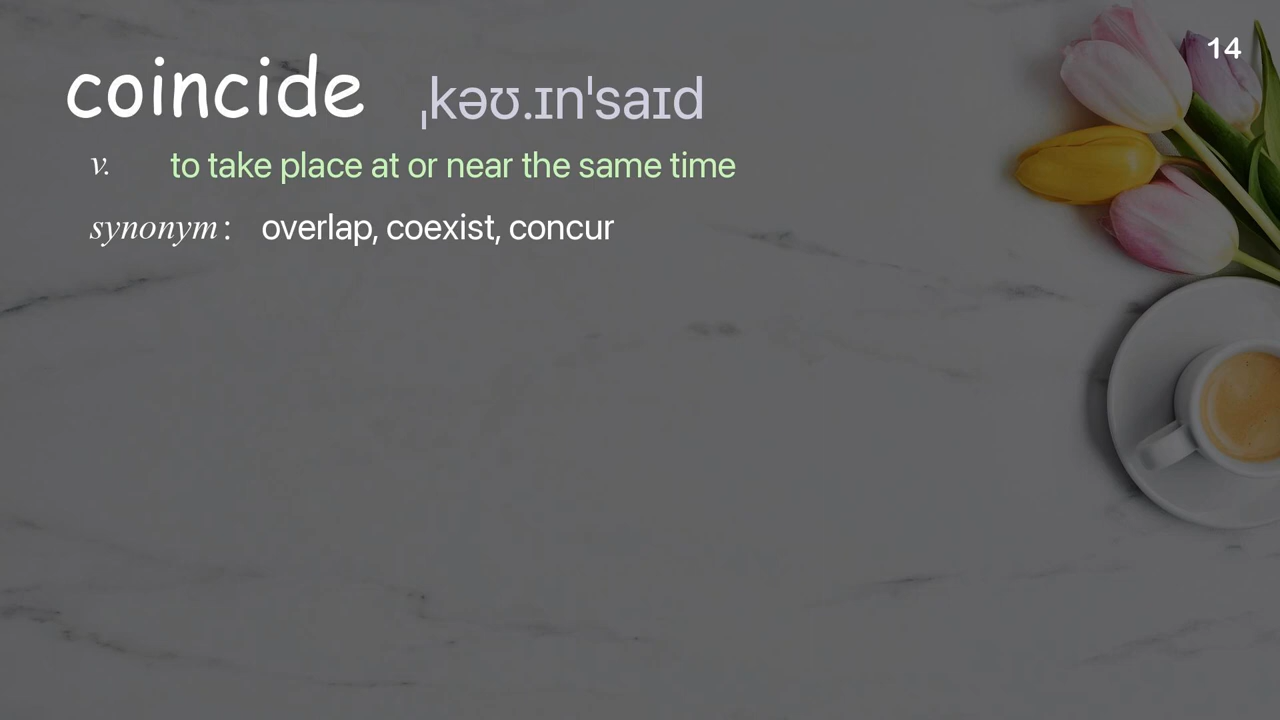 14
coincide ˌkəʊ.ɪnˈsaɪd
v. to take place at or near the same time
synonym : overlap, coexist, concur